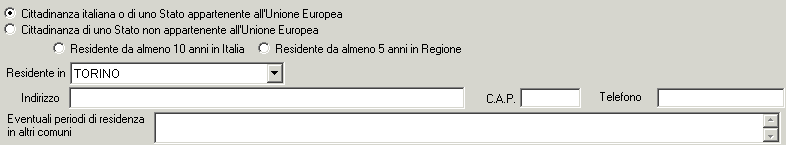 Cittadinanza italiana o di uno Stato appartenente all'Unione Europea
Cittadinanza di uno Stato non appartenente all'Unione Europea
Residente da almeno 10 anni in Italia Residente da almeno 5 anni in Regione
Residente in TORINO
Indirizzo C.A.P. Telefono
Eventuali periodi di residenza
in altri comuni